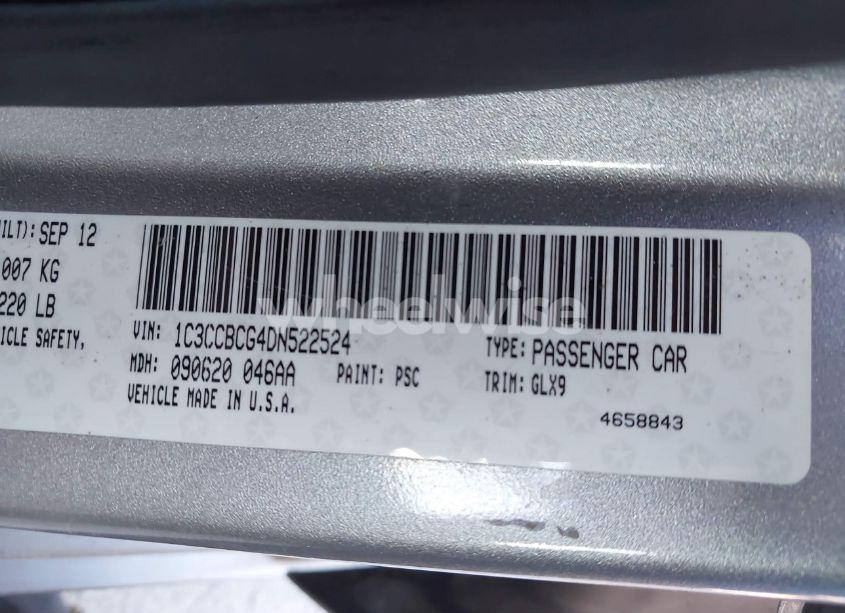 UILT): SEP 12
007 KG
220 LB
ICLE SAFETY,
VIN: 1C3CCBCG4DN522524
TYPE: PASSENGER CAR
MDH: 090620 046AA
PAINT: PSC
TRIM: GLX9
VEHICLE MADE IN U.S.A.
4658843
wheelwise